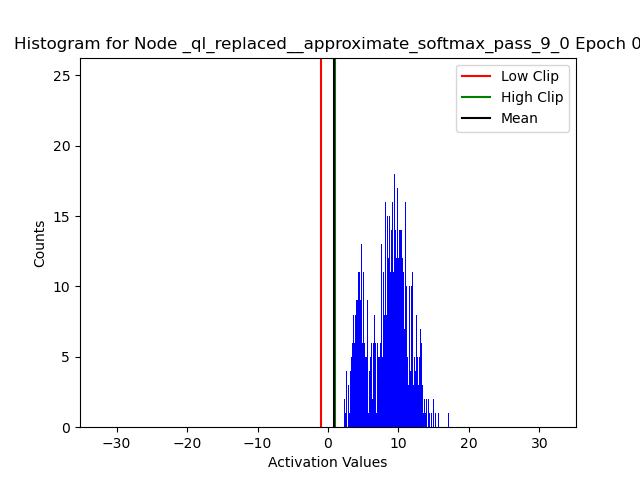 Histogram for Node _ql_replaced__approximate_softmax_pass_9_0 Epoch 0
25
20
15
10
5
0
Counts
Low Clip
High Clip
Mean
−30 −20 −10 0 10 20 30
Activation Values